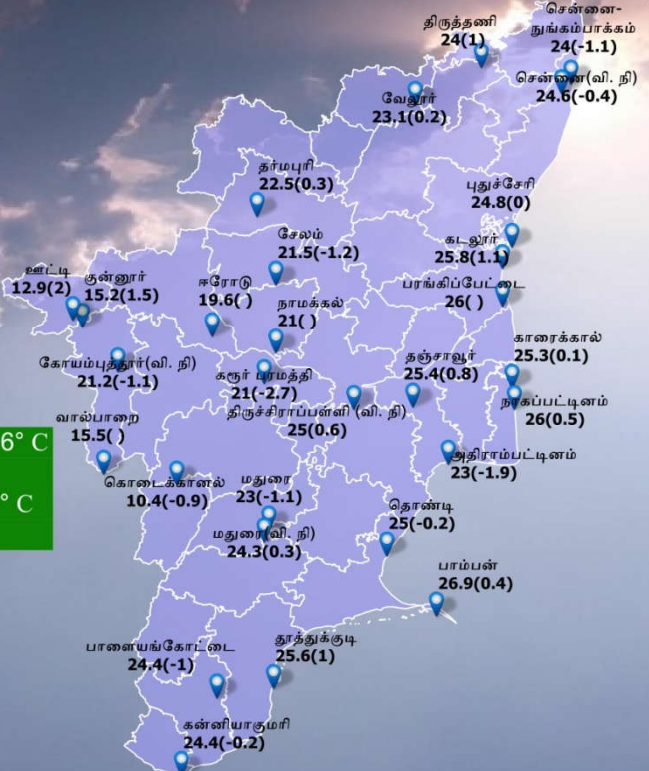 சென்னை-
நுங்கம்பாக்கம்
24(-1.1)
திருத்தணி
24(1)
சென்னை(வி. நி)
24.6(-0.4)
வேலூர்
23.1(0.2)
தர்மபுரி
22.5(0.3)
புதுச்சேரி
24.8(0)
சேலம்
21.5(-1.2)
கடலூர்
25.8(1.1)
ஊட்டி
12.9(2)
குன்னூர்
15.2(1.5)
ஈரோடு
19.6( )
நாமக்கல்
21( )
பரங்கிப்பேட்டை
26( )
காரைக்கால்
25.3(0.1)
கோயம்புத்தூர்(வி. நி)
21.2(-1.1)
கரூர் பரமத்தி
21(-2.7)
தஞ்சாவூர்
25.4(0.8)
திருச்சிராப்பள்ளி (வி. நி)
25(0.6)
நாகப்பட்டினம்
26(0.5)
வால்பாறை
15.5( )
6° C
° C
அதிராம்பட்டினம்
23(-1.9)
கொடைக்கானல்
10.4(-0.9)
மதுரை
23(-1.1)
மதுரை(வி. நி)
24.3(0.3)
தொண்டி
25(-0.2)
பாம்பன்
26.9(0.4)
பாளையங்கோட்டை
24.4(-1)
தூத்துக்குடி
25.6(1)
கன்னியாகுமரி
24.4(-0.2)